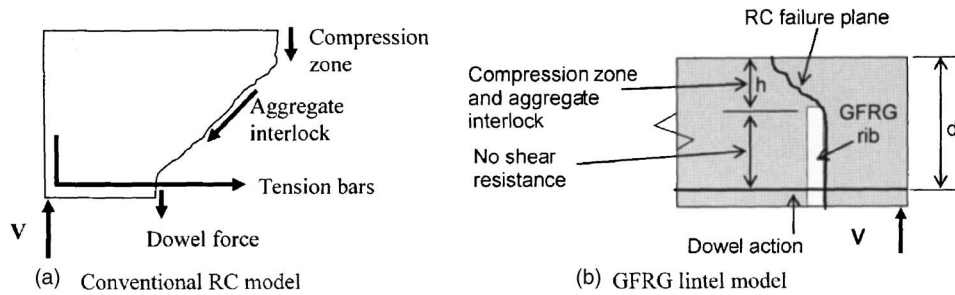 Compression
zone
Aggregate
interlock
Tension bars
V
Dowel force
(a) Conventional RC model
RC failure plane
Compression zone
and aggregate
interlock
h
GFRG
rib
d
No shear
resistance
Dowel action
V
(b) GFRG lintel model